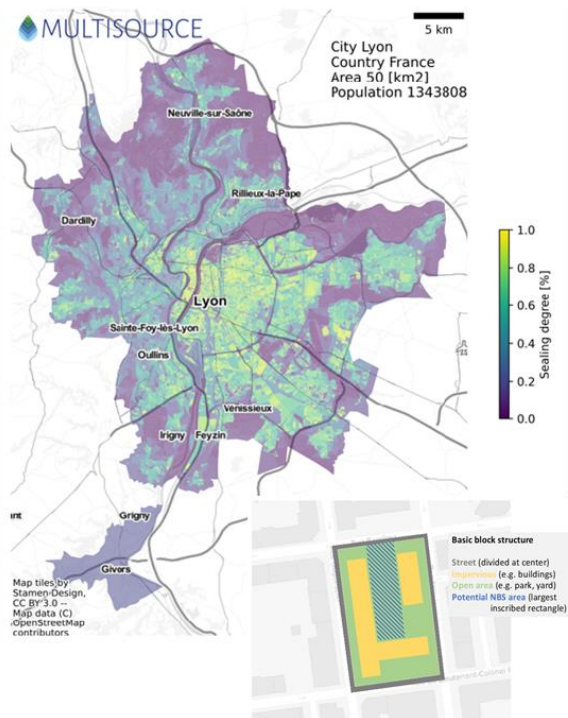 MULTISOURCE
5 km
City Lyon
Country France
Area 50 [km2]
Population 1343808
Neuville-sur-Saône
Rillieux-la-Pape
Dardilly
Lyon
Sainte-Foy-lès-Lyon
Oullins
Vénissieux
Irigny
Feyzin
Grigny
Givors
ant
1.0
0.8
0.6
0.4
0.2
0.0
Sealing degree [%]
Map tiles by
Stamen Design,
CC BY 3.0 --
Map data (C)
OpenStreetMap
contributors
Basic block structure
Street (divided at center)
Impervious (e.g. buildings)
Open area (e.g. park, yard)
Potential NBS area (largest
inscribed rectangle)